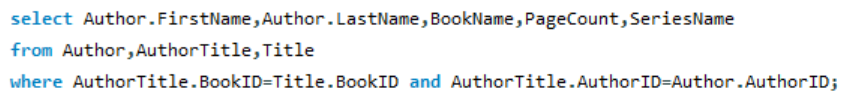 select Author.FirstName,Author.LastName,BookName,PageCount,SeriesName
from Author,AuthorTitle,Title
where AuthorTitle.BookID=Title.BookID and AuthorTitle.AuthorID=Author.AuthorID;